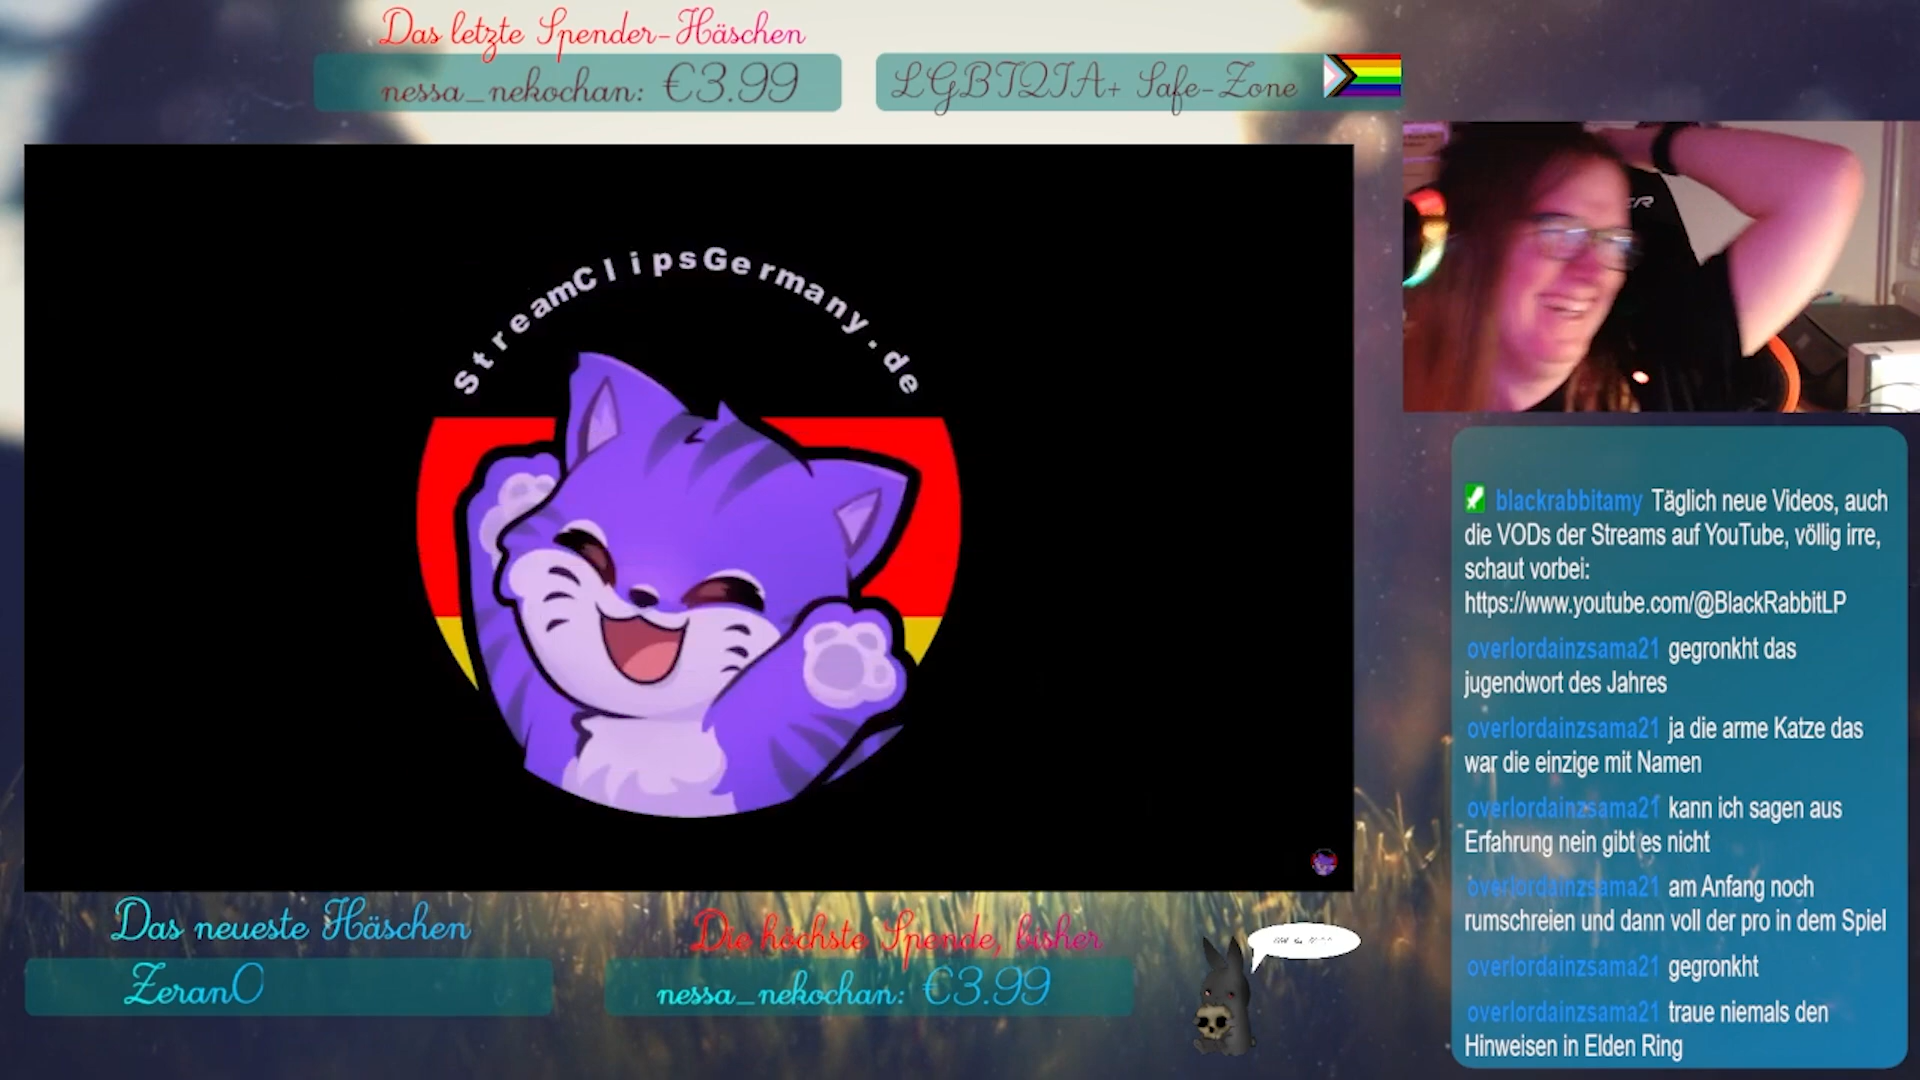 Das letzte Spender-Häschen
nessa_nekochan: €3.99
LGBTQIA+ Safe-Zone
StreamClipsGermany.de
blackrabbitamy Täglich neue Videos, auch
die VODs der Streams auf YouTube, völlig irre,
schaut vorbei:
https://www.youtube.com/@BlackRabbitLP
overlordainzsama21 gegronkht das
jugendwort des Jahres
overlordainzsama21 ja die arme Katze das
war die einzige mit Namen
overlordainzsama21 kann ich sagen aus
Erfahrung nein gibt es nicht
overlordainzsama21 am Anfang noch
rumschreien und dann voll der pro in dem Spiel
overlordainzsama21 gegronkht
overlordainzsama21 traue niemals den
Hinweisen in Elden Ring
Das neueste Häschen
ZeranO
Die höchste Spende, bisher
nessa_nekochan: €3.99